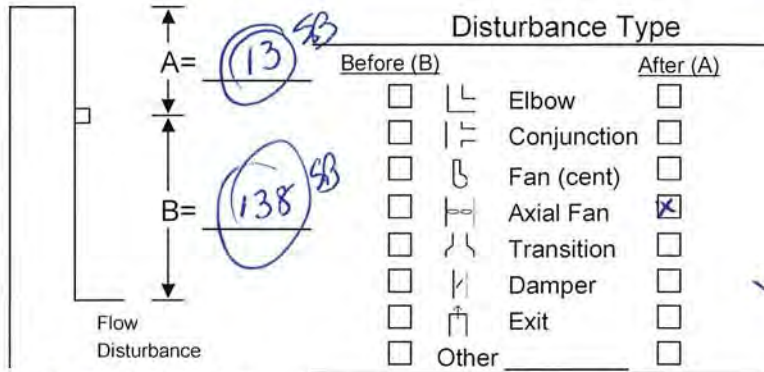 Disturbance Type
A= 13 SB
Before (B) After (A)
Elbow
Conjunction
Fan (cent)
B= 138 SB
Axial Fan
Transition
Damper
Exit
Other
Flow
Disturbance